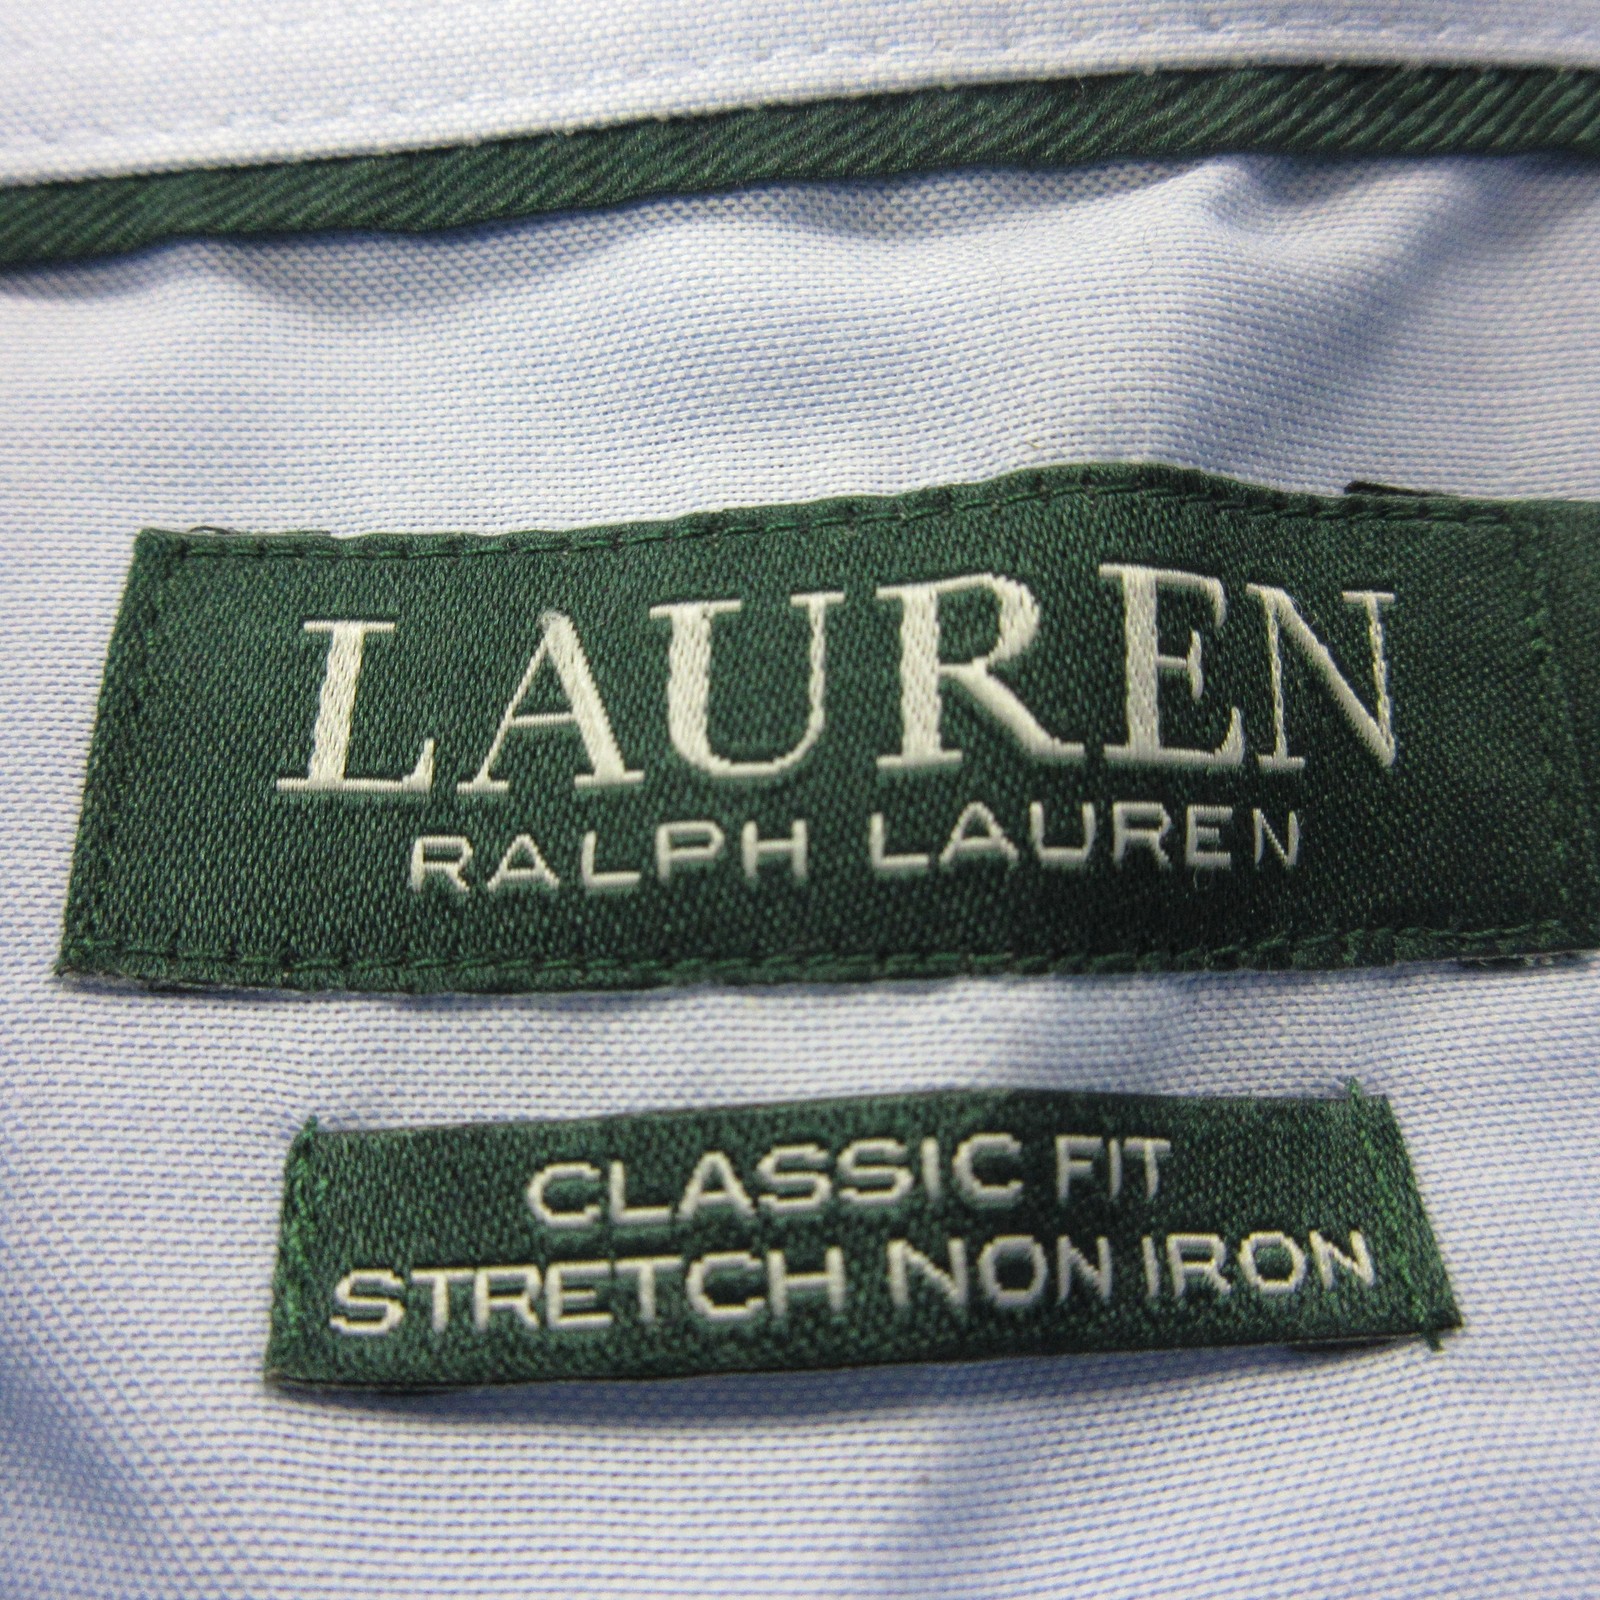 LAUREN
RALPH LAUREN
CLASSIC FIT
STRETCH NON IRON